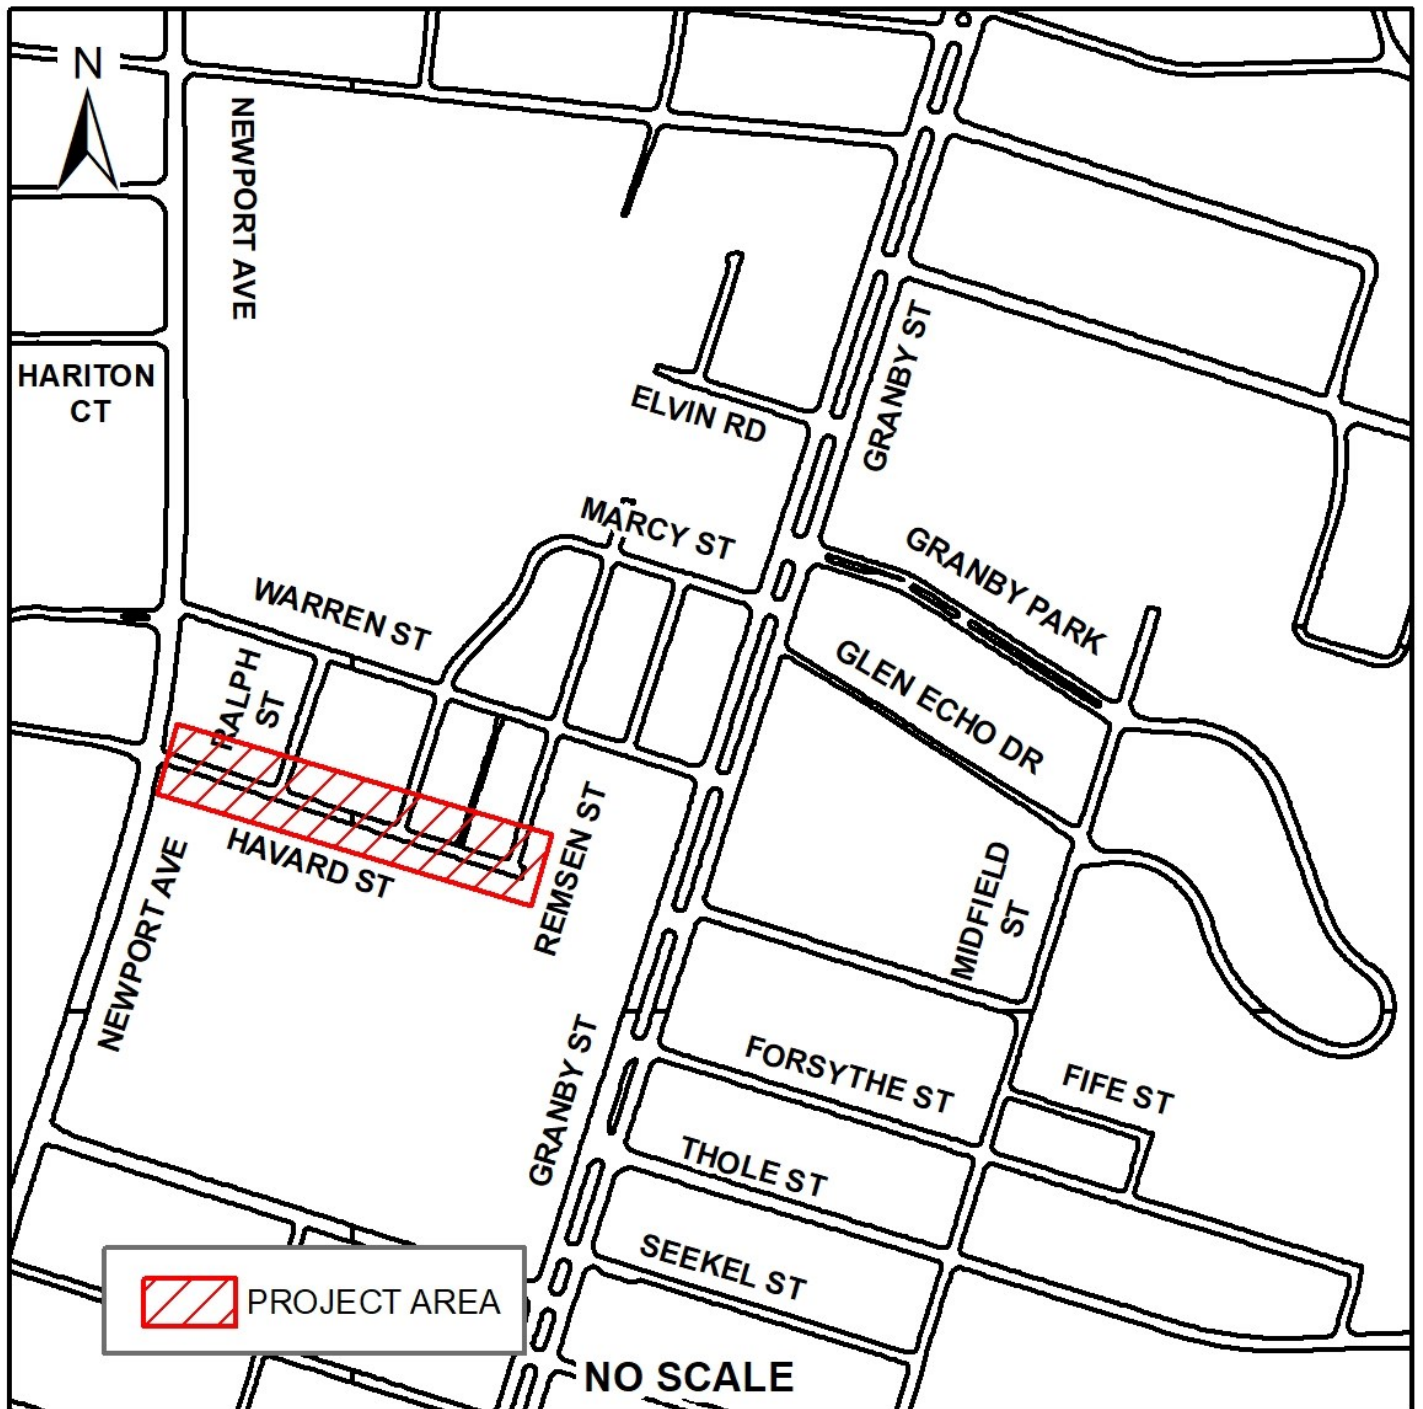 N
NEWPORT AVE
HARITON
CT
GRANBY ST
ELVIN RD
MARCY ST
GRANBY PARK
WARREN ST
GLEN ECHO DR
RALPH
ST
REMSEN ST
HAVARD ST
NEWPORT AVE
MIDFIELD
ST
GRANBY ST
FORSYTHE ST
FIFE ST
THOLE ST
SEEKEL ST
PROJECT AREA
NO SCALE